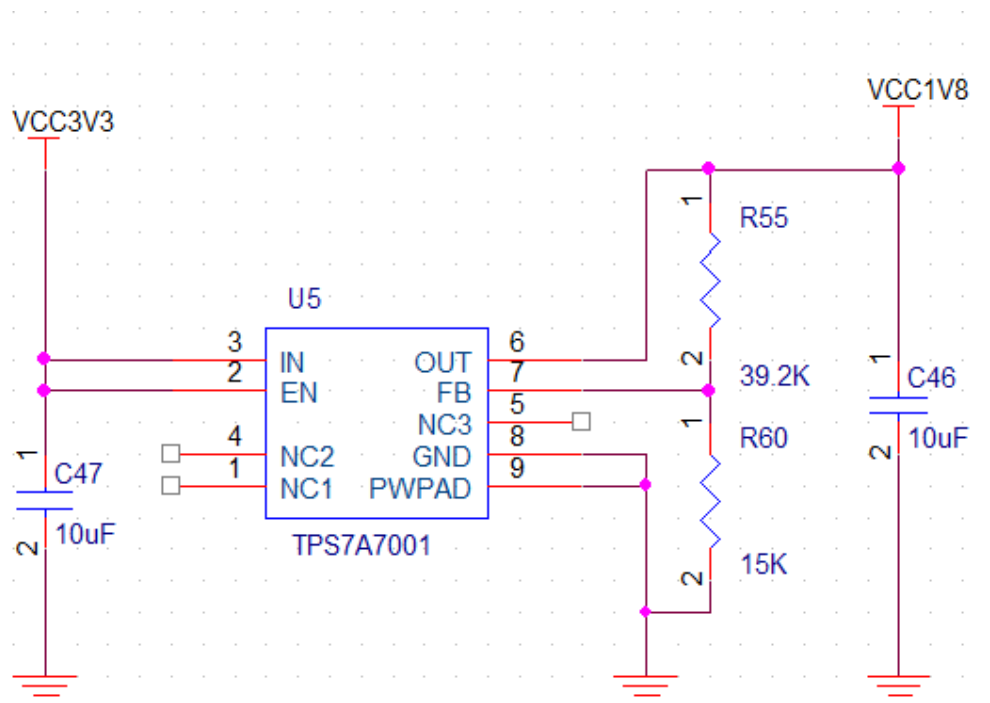 VCC3V3
VCC1V8
1
R55
2
39.2K
U5
3
IN
OUT
6
2
EN
FB
7
NC3
5
4
NC2
GND
8
1
NC1
PWPAD
9
TPS7A7001
1
C47
10uF
2
1
R60
2
15K
1
C46
10uF
2